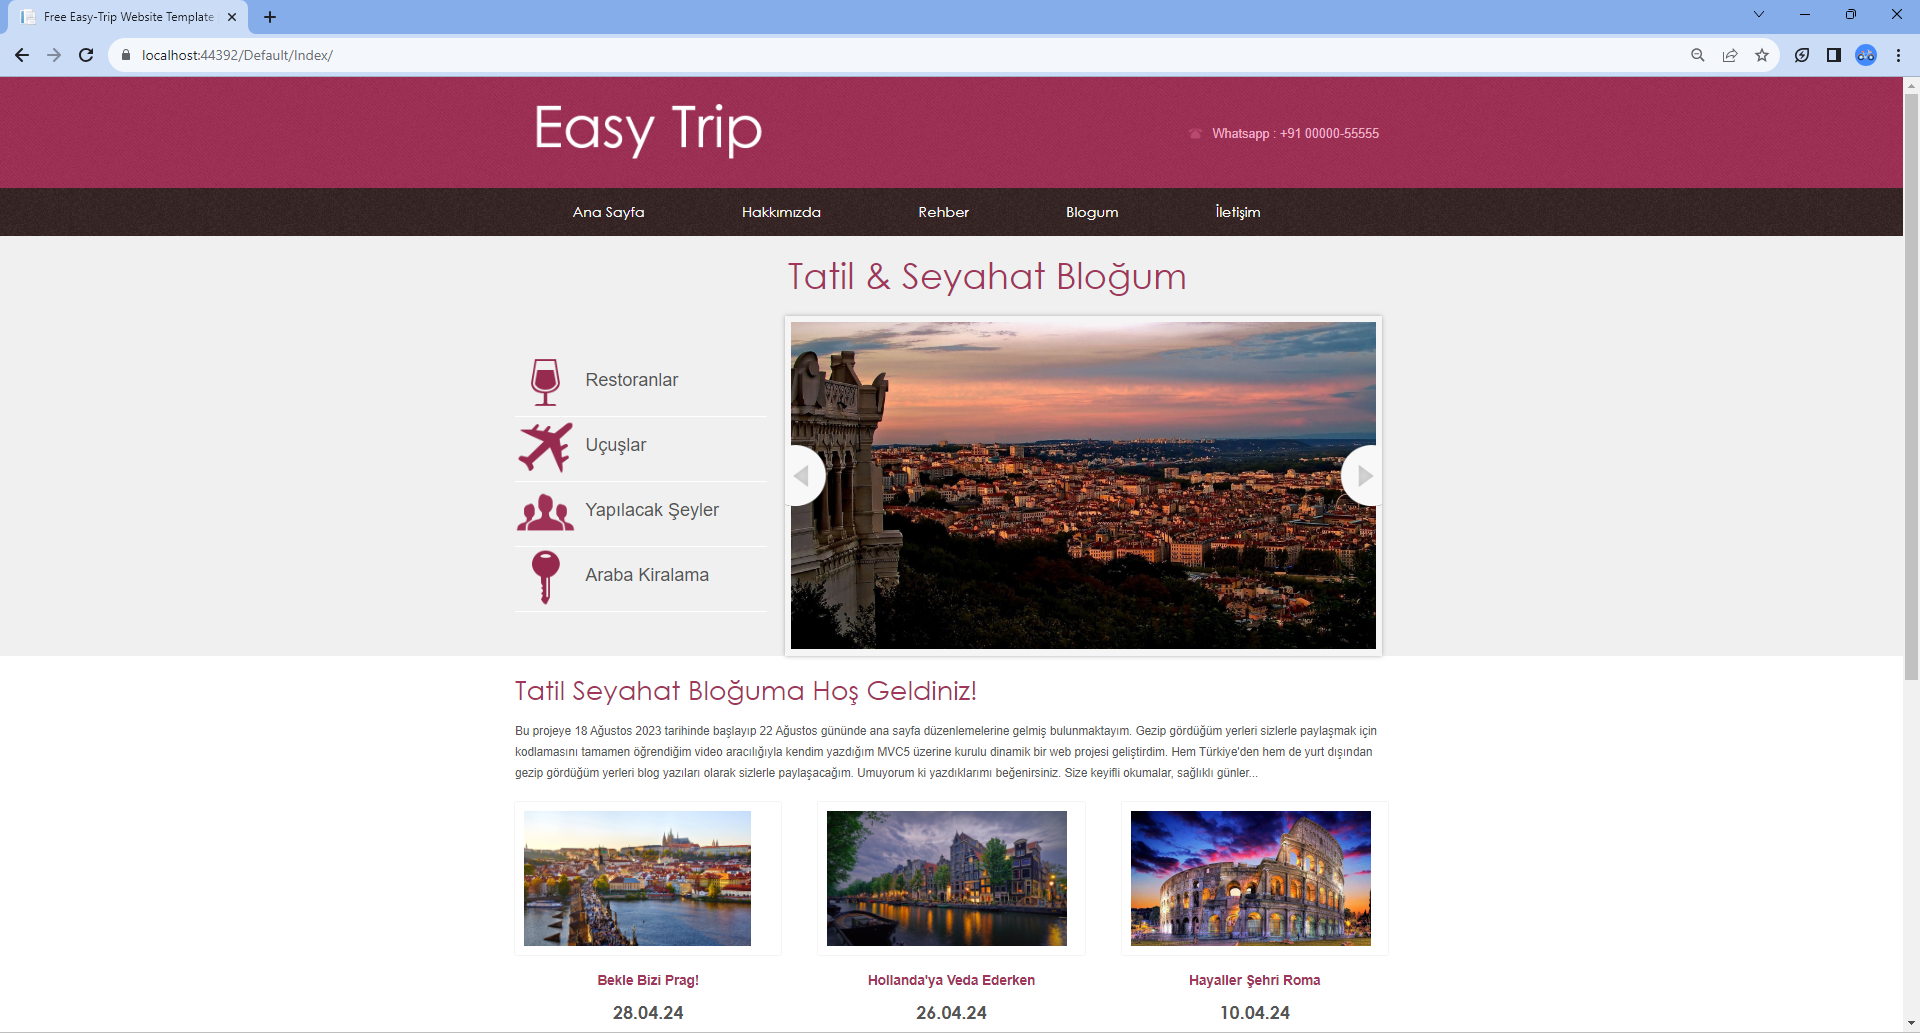 Free Easy-Trip Website Template
localhost:44392/Default/Index/
Easy Trip
Whatsapp : +91 00000-55555
Ana Sayfa
Hakkımızda
Rehber
Blogum
İletişim
Tatil & Seyahat Bloğum
Restoranlar
Uçuşlar
Yapılacak Şeyler
Araba Kiralama
Tatil Seyahat Bloğuma Hoş Geldiniz!
Bu projeye 18 Ağustos 2023 tarihinde başlayıp 22 Ağustos gününde ana sayfa düzenlemelerine gelmiş bulunmaktayım. Gezip gördüğüm yerleri sizlerle paylaşmak için
kodlamasını tamamen öğrendiğim video aracılığıyla kendim yazdığım MVC5 üzerine kurulu dinamik bir web projesi geliştirdim. Hem Türkiye'den hem de yurt dışından
gezip gördüğüm yerleri blog yazıları olarak sizlerle paylaşacağım. Umuyorum ki yazdıklarımı beğenirsiniz. Size keyifli okumalar, sağlıklı günler...
Bekle Bizi Prag!
28.04.24
Hollanda'ya Veda Ederken
26.04.24
Hayaller Şehri Roma
10.04.24